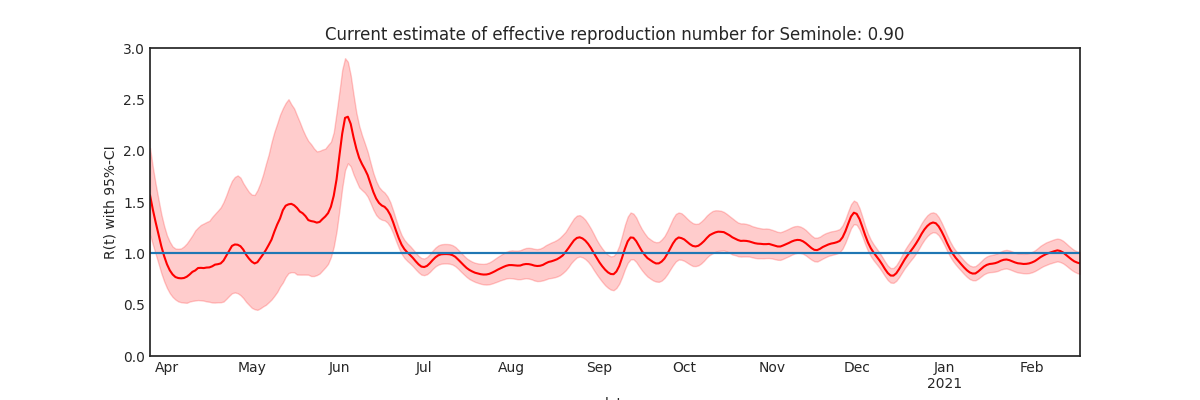 Current estimate of effective reproduction number for Seminole: 0.90
3.0
2.5
2.0
1.5
1.0
0.5
0.0
R(t) with 95%-CI
Apr May Jun Jul Aug Sep Oct Nov Dec Jan Feb
2021